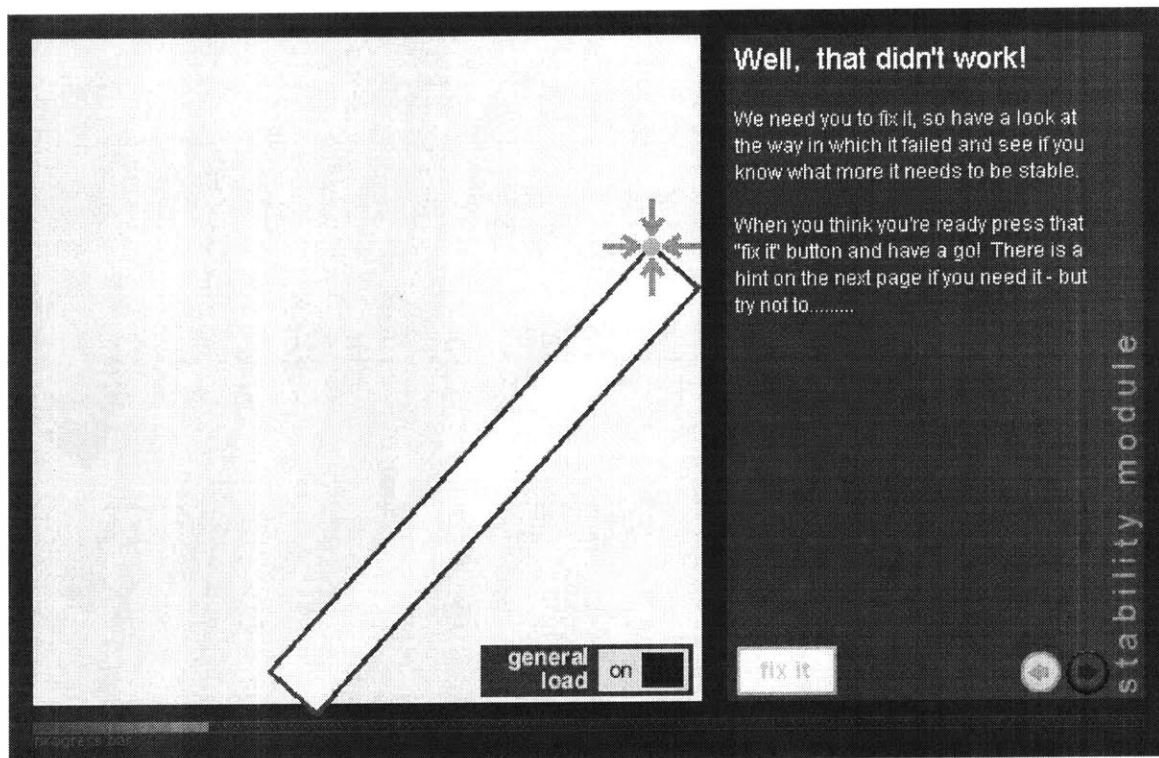 Well, that didn't work!
We need you to fix it, so have a look at
the way in which it failed and see if you
know what more it needs to be stable.
When you think you're ready press that
"fix it" button and have a go! There is a
hint on the next page if you need it - but
try not to.........
stability module
general
load
on
fix it
progress bar